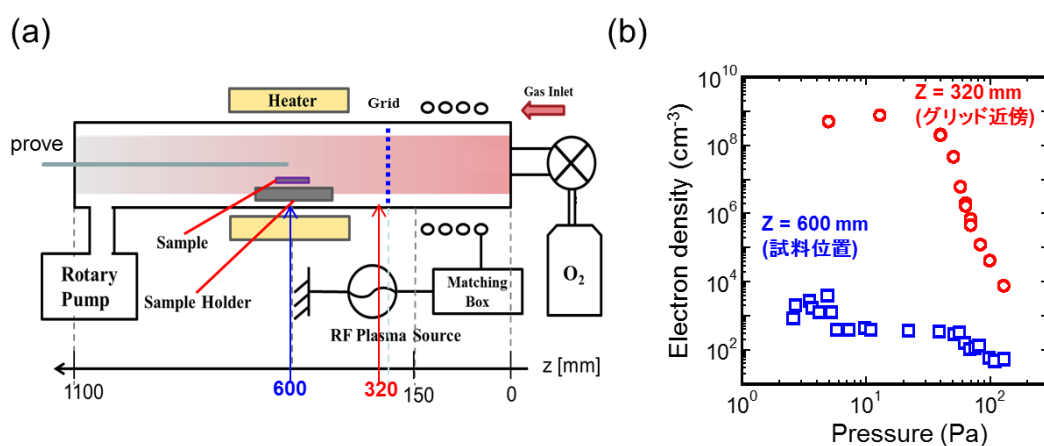 (a)
Heater
Grid
Gas Inlet
prove
Sample
Sample Holder
Rotary
Pump
RF Plasma Source
Matching
Box
O2
z [mm]
1100
600
320
150
0
(b)
Electron density (cm-3)
10^10
10^8
10^6
10^4
10^2
Z = 320 mm
(グリッド近傍)
Z = 600 mm
(試料位置)
10^0
10^1
10^2
Pressure (Pa)